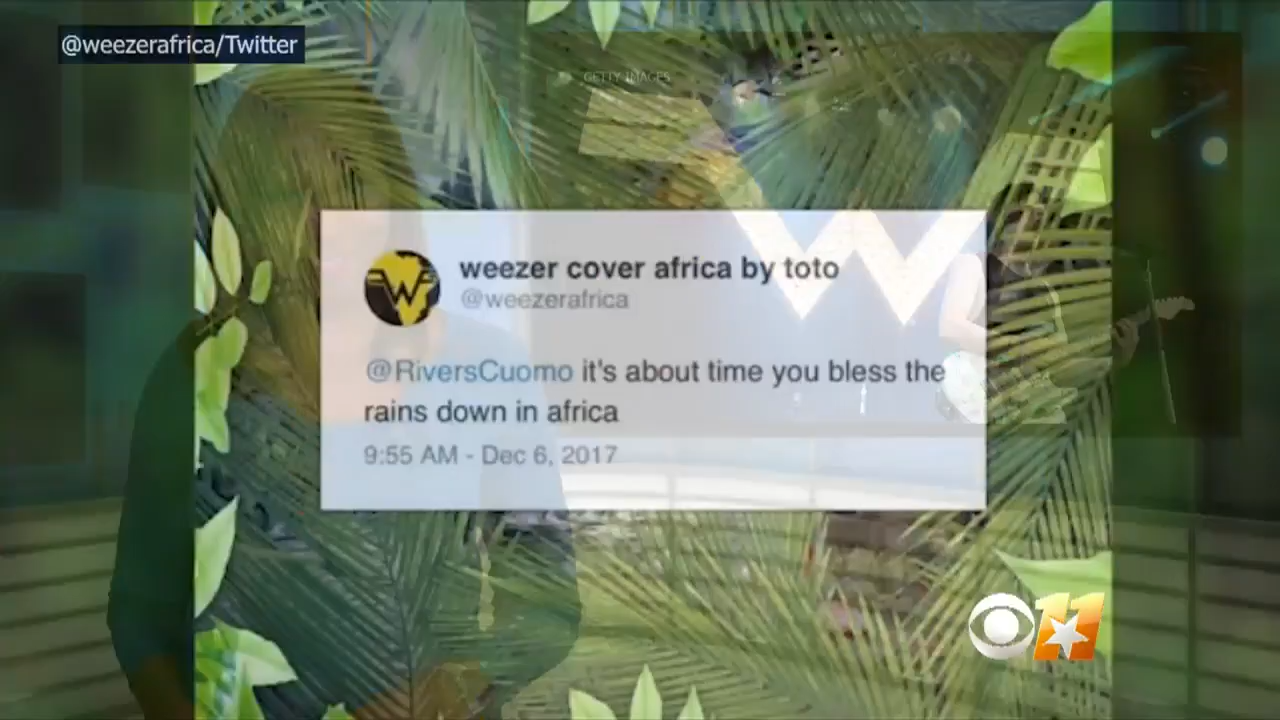 @weezerafrica/Twitter
GETTY IMAGES
weezer cover africa by toto
@weezerafrica
@RiversCuomo it's about time you bless the
rains down in africa
9:55 AM - Dec 6, 2017
W
W
11